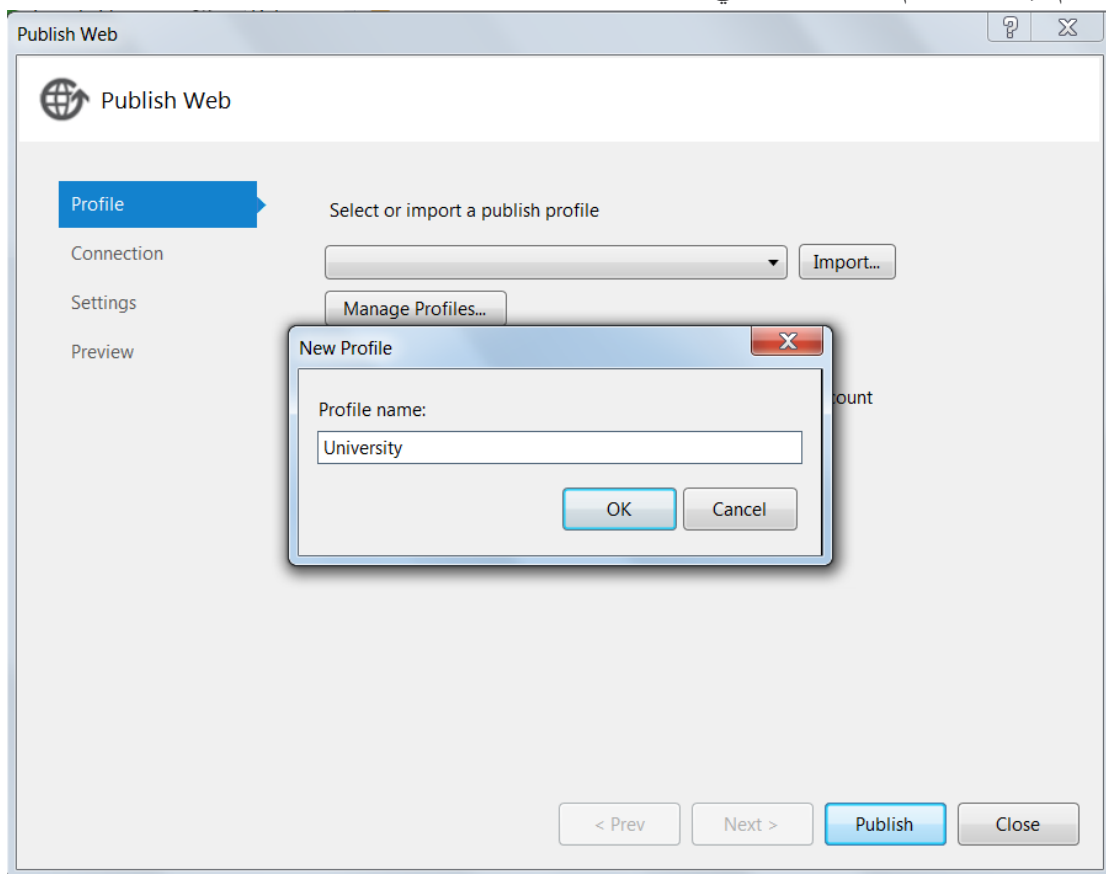 Publish Web
Publish Web
Profile
Select or import a publish profile
Connection
Import...
Settings
Manage Profiles...
Preview
New Profile
Profile name:
University
OK
Cancel
< Prev
Next >
Publish
Close